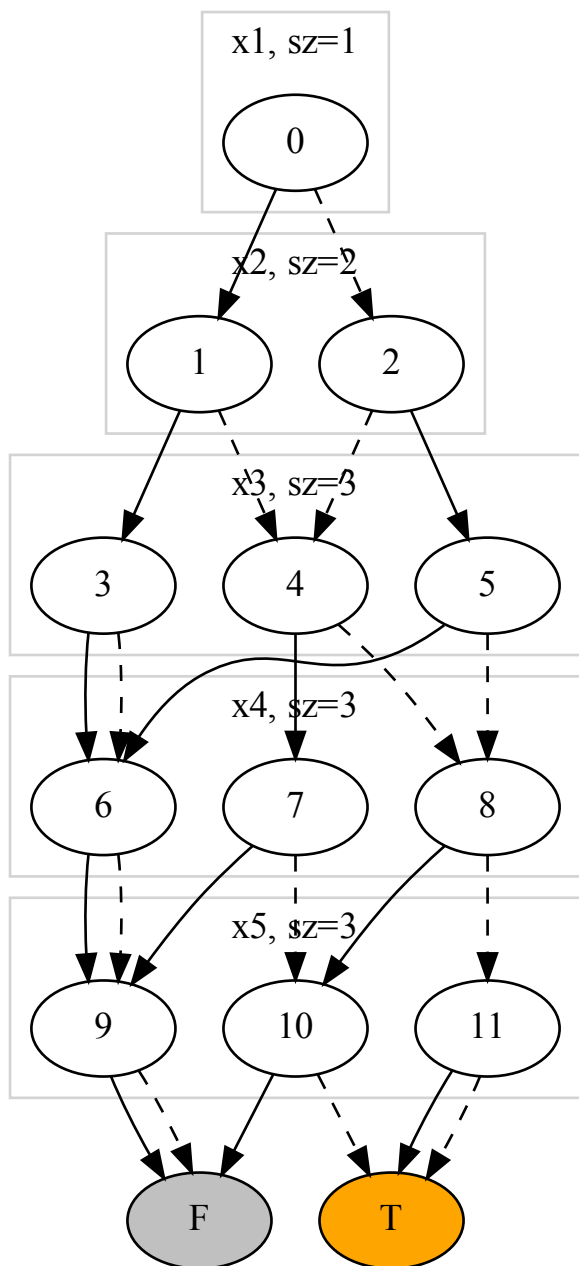 x1, sz=1
0
x2, sz=2
1 2
x3, sz=3
3 4 5
x4, sz=3
6 7 8
x5, sz=3
9 10 11
F T